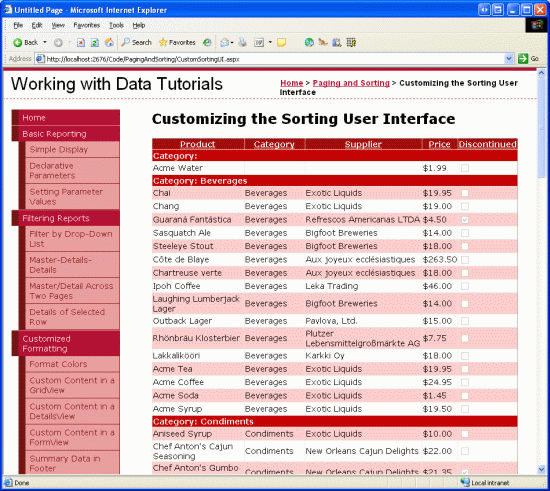 Untitled Page - Microsoft Internet Explorer
File Edit View Favorites Tools Help
Back Search Favorites
Address http://localhost:2676/Code/PagingAndSorting/CustomSortingUI.aspx Go
Working with Data Tutorials
Home > Paging and Sorting > Customizing the Sorting User
Interface
Home
Basic Reporting
Simple Display
Declarative
Parameters
Setting Parameter
Values
Filtering Reports
Filter by Drop-Down
List
Master-Details-
Details
Master/Detail Across
Two Pages
Details of Selected
Row
Customized
Formatting
Format Colors
Custom Content in a
GridView
Custom Content in a
DetailsView
Custom Content in a
FormView
Summary Data in
Footer
Customizing the Sorting User Interface
Product Category Supplier Price Discontinued
Category:
Acme Water $1.99
Category: Beverages
Chai Beverages Exotic Liquids $19.95
Chang Beverages Exotic Liquids $19.00
Guaraná Fantástica Beverages Refrescos Americanas LTDA $4.50
Sasquatch Ale Beverages Bigfoot Breweries $14.00
Steeleye Stout Beverages Bigfoot Breweries $18.00
Côte de Blaye Beverages Aux joyeux ecclésiastiques $263.50
Chartreuse verte Beverages Aux joyeux ecclésiastiques $18.00
Ipoh Coffee Beverages Leka Trading $46.00
Laughing Lumberjack
Lager Beverages Bigfoot Breweries $14.00
Outback Lager Beverages Pavlova, Ltd. $15.00
Rhönbräu Klosterbier Beverages Plutzer
Lebensmittelgroßmärkte AG $7.75
Lakkalikööri Beverages Karkki Oy $18.00
Acme Tea Beverages Exotic Liquids $19.95
Acme Coffee Beverages Exotic Liquids $24.95
Acme Soda Beverages Exotic Liquids $1.45
Acme Syrup Beverages Exotic Liquids $19.50
Category: Condiments
Aniseed Syrup Condiments Exotic Liquids $10.00
Chef Anton's Cajun
Seasoning Condiments New Orleans Cajun Delights $22.00
Chef Anton's Gumbo
Condiments New Orleans Cajun Delights $21.35
Done Local intranet